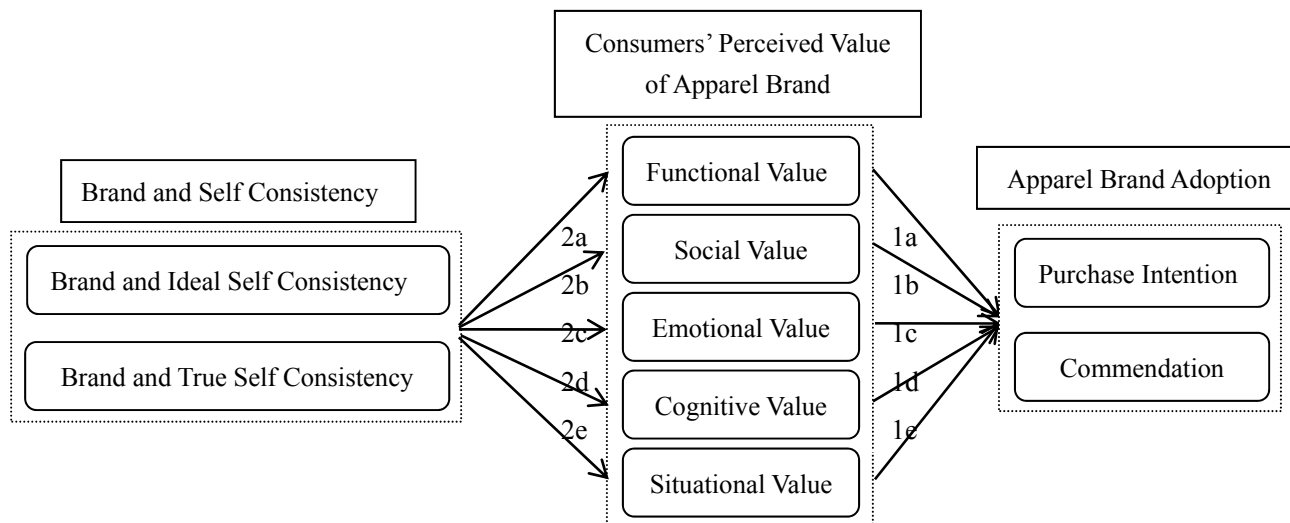 Consumers’ Perceived Value
of Apparel Brand
Brand and Self Consistency
Brand and Ideal Self Consistency
Brand and True Self Consistency
2a
2b
2c
2d
2e
Functional Value
Social Value
Emotional Value
Cognitive Value
Situational Value
1a
1b
1c
1d
1e
Apparel Brand Adoption
Purchase Intention
Commendation